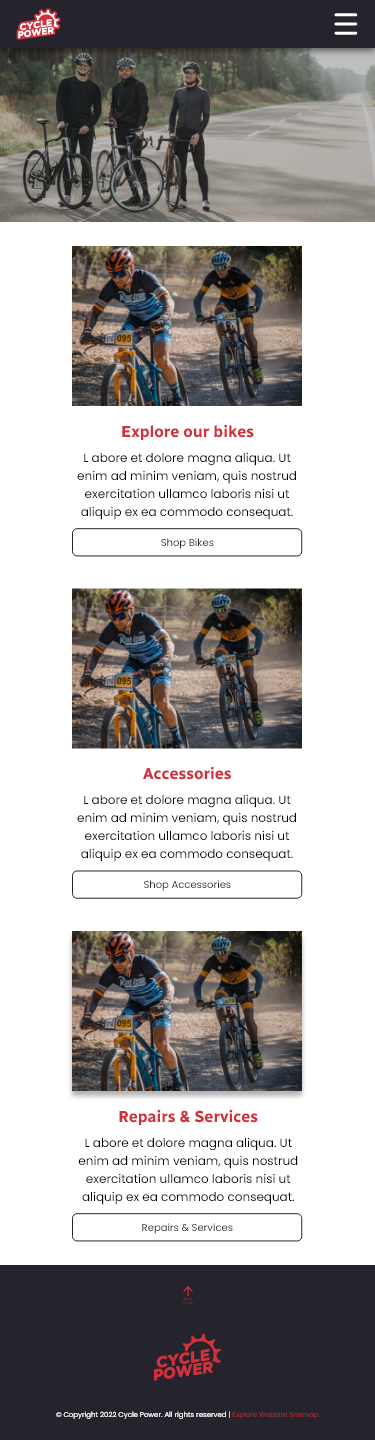 CYCLE
POWER
095
Explore our bikes
L abore et dolore magna aliqua. Ut
enim ad minim veniam, quis nostrud
exercitation ullamco laboris nisi ut
aliquip ex ea commodo consequat.
Shop Bikes
095
Accessories
L abore et dolore magna aliqua. Ut
enim ad minim veniam, quis nostrud
exercitation ullamco laboris nisi ut
aliquip ex ea commodo consequat.
Shop Accessories
095
Repairs & Services
L abore et dolore magna aliqua. Ut
enim ad minim veniam, quis nostrud
exercitation ullamco laboris nisi ut
aliquip ex ea commodo consequat.
Repairs & Services
CYCLE
POWER
© Copyright 2022 Cycle Power. All rights reserved | Explore Website Sitemap.